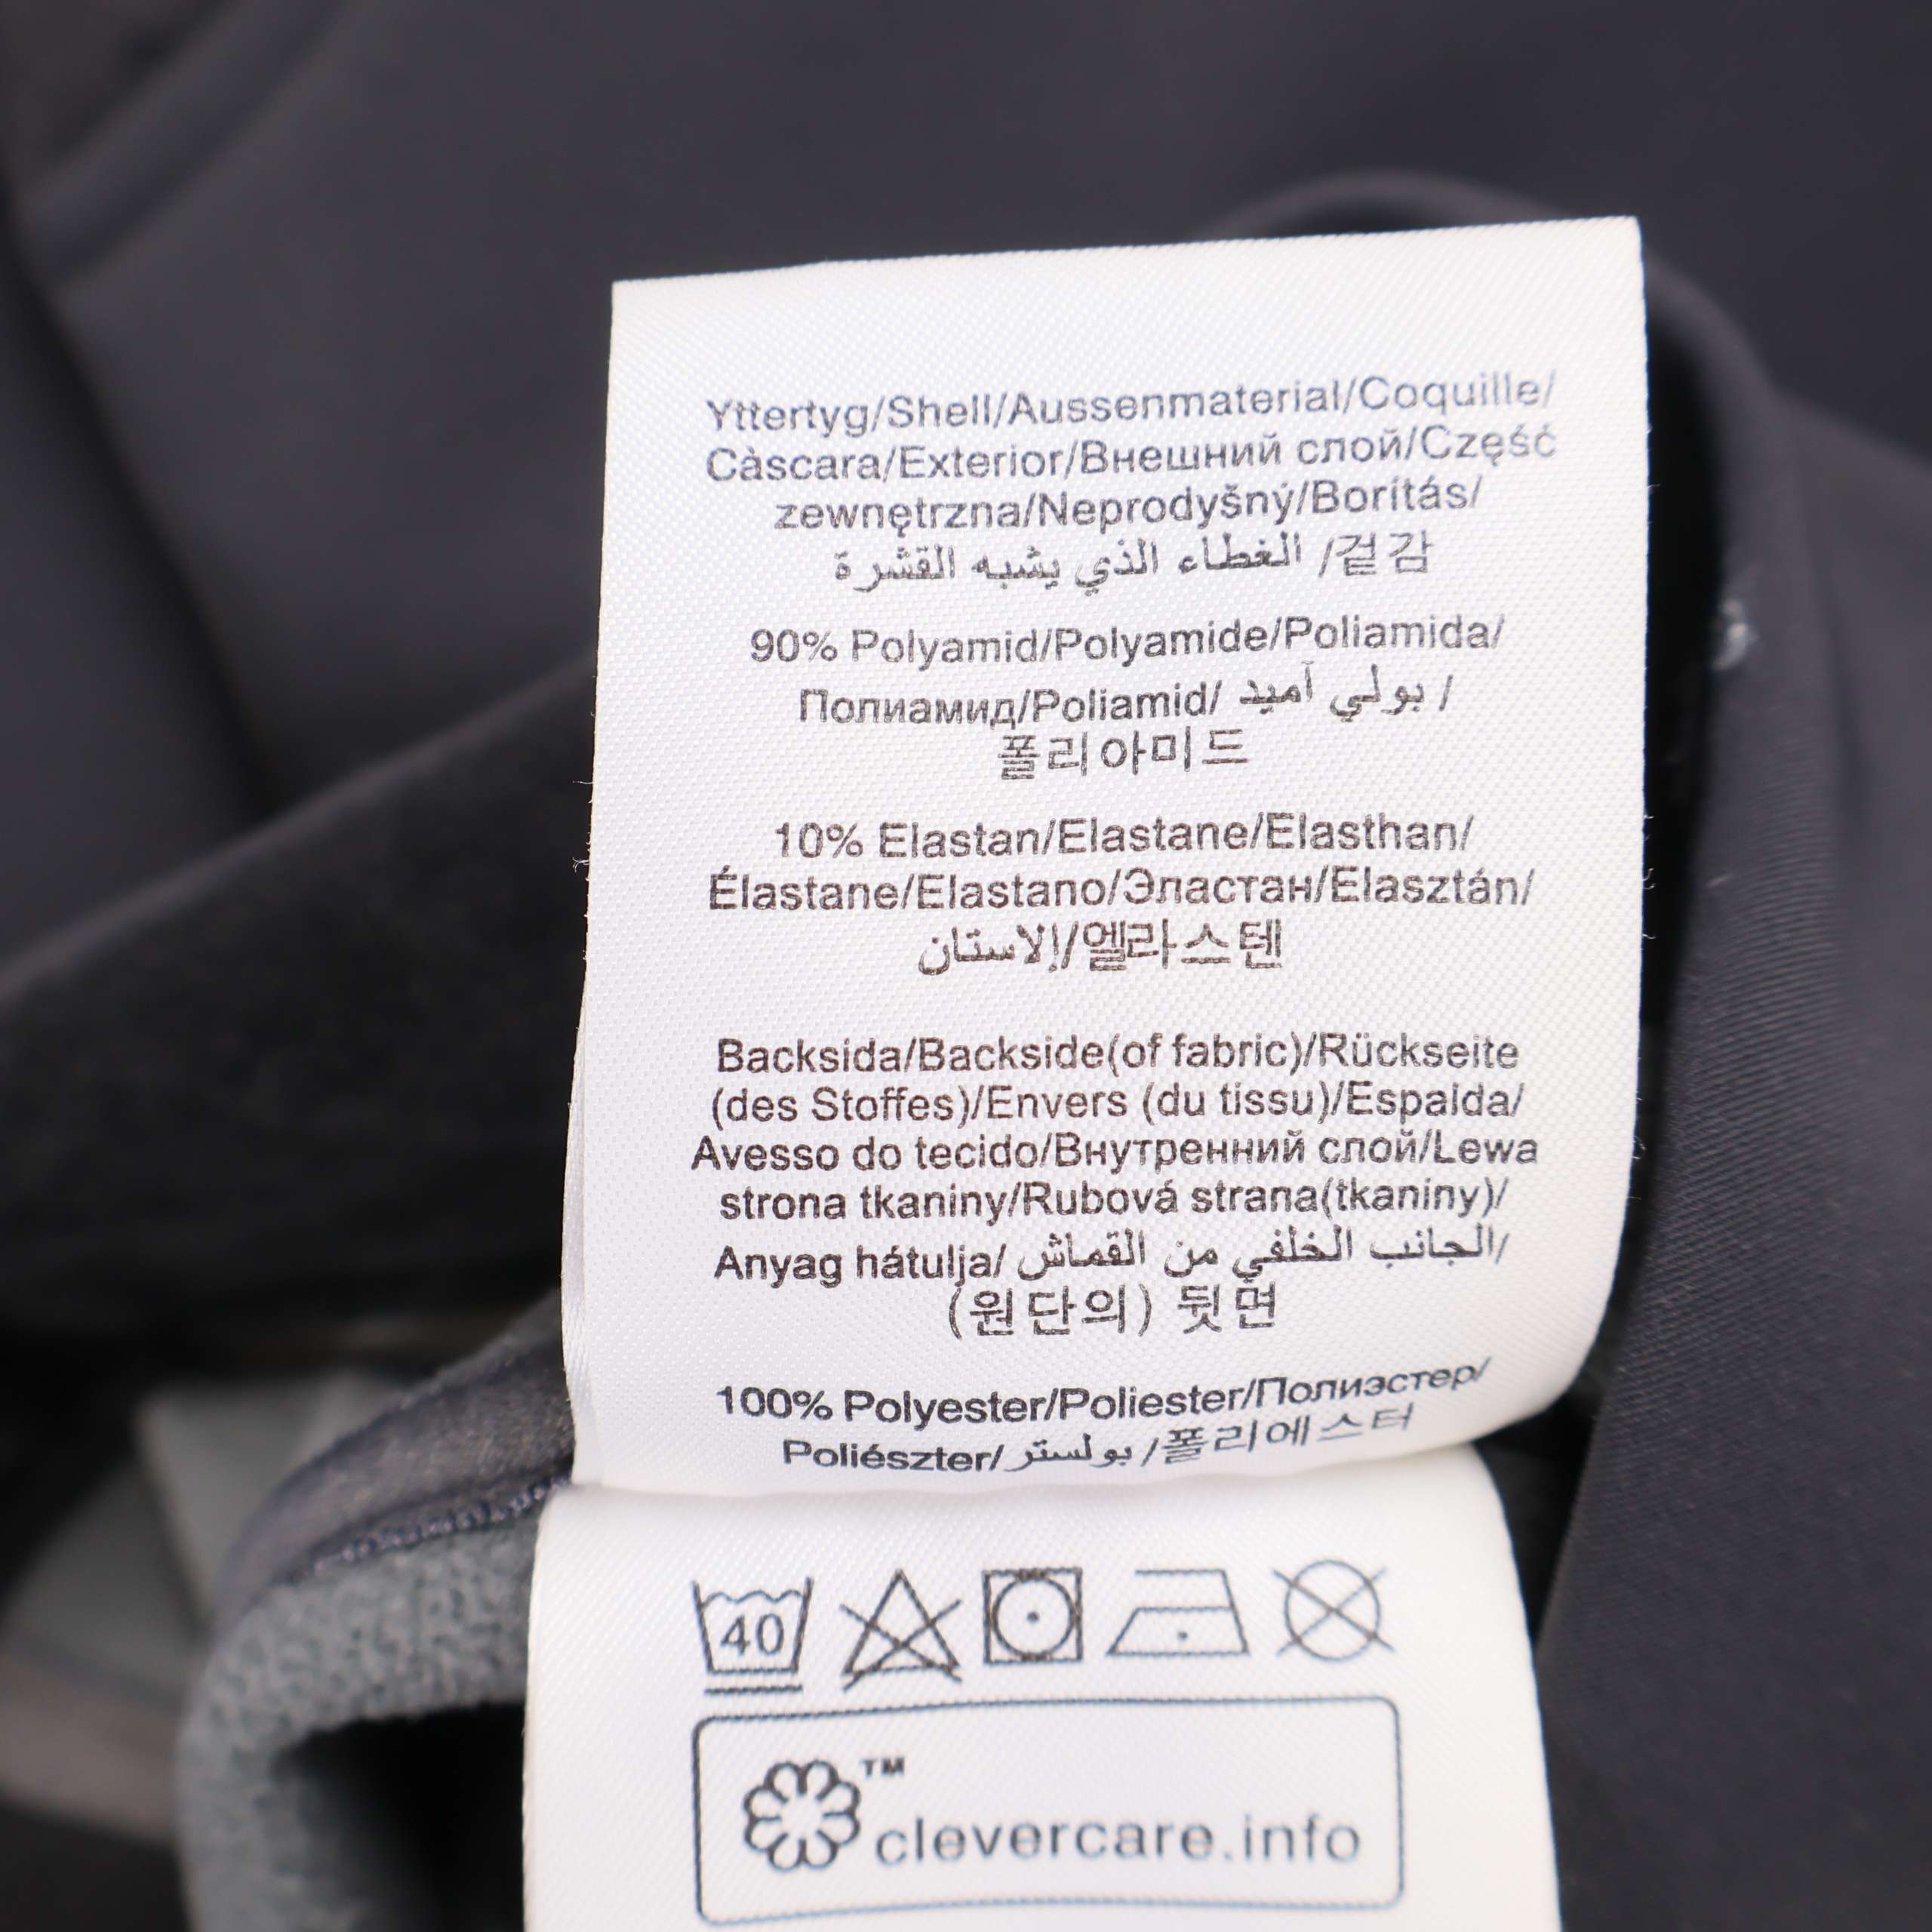 Yttertyg/Shell/Aussenmaterial/Coquille/
Càscara/Exterior/Внешний слой/Część
zewnętrzna/Neprodyšný/Borítás/
الغطاء الذي يشبه القشرة /겉감
90% Polyamid/Polyamide/Poliamida/
Полиамид/Poliamid/ بولي آميد /
폴리아미드
10% Elastan/Elastane/Elasthan/
Élastane/Elastano/Эластан/Elasztán/
إلاستان/엘라스텐
Backsida/Backside(of fabric)/Rückseite
(des Stoffes)/Envers (du tissu)/Espalda/
Avesso do tecido/Внутренний слой/Lewa
strona tkaniny/Rubová strana(tkaniny)/
Anyag hátulja/ الجانب الخلفي من القماش/
(원단의) 뒷면
100% Polyester/Poliester/Полиэстер/
Poliészter/ بولستر /폴리에스터
40
™
clevercare.info